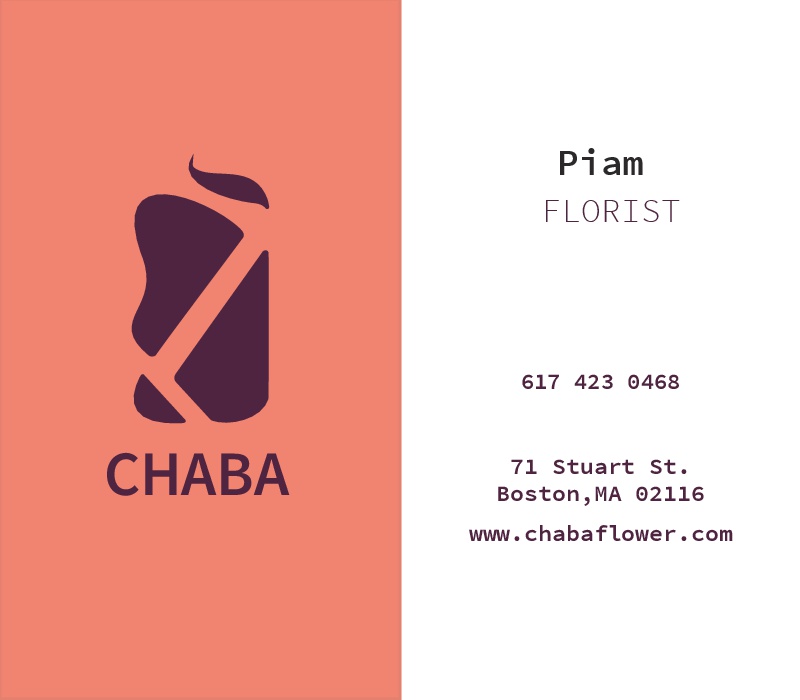 CHABA
Piam
FLORIST
617 423 0468
71 Stuart St.
Boston,MA 02116
www.chabaflower.com